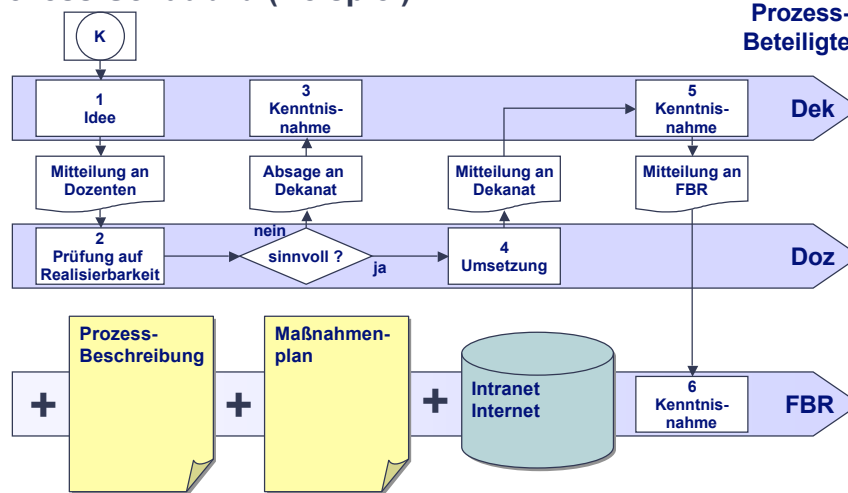 (Beispiel)
Prozess-
Beteiligte
K
1
Idee
3
Kenntnis-
nahme
5
Kenntnis-
nahme
Dek
Mitteilung an
Dozenten
Absage an
Dekanat
Mitteilung an
Dekanat
Mitteilung an
FBR
2
Prüfung auf
Realisierbarkeit
nein
sinnvoll ?
ja
4
Umsetzung
Doz
Prozess-
Beschreibung
Maßnahmen-
plan
Intranet
Internet
+
+
+
6
Kenntnis-
nahme
FBR